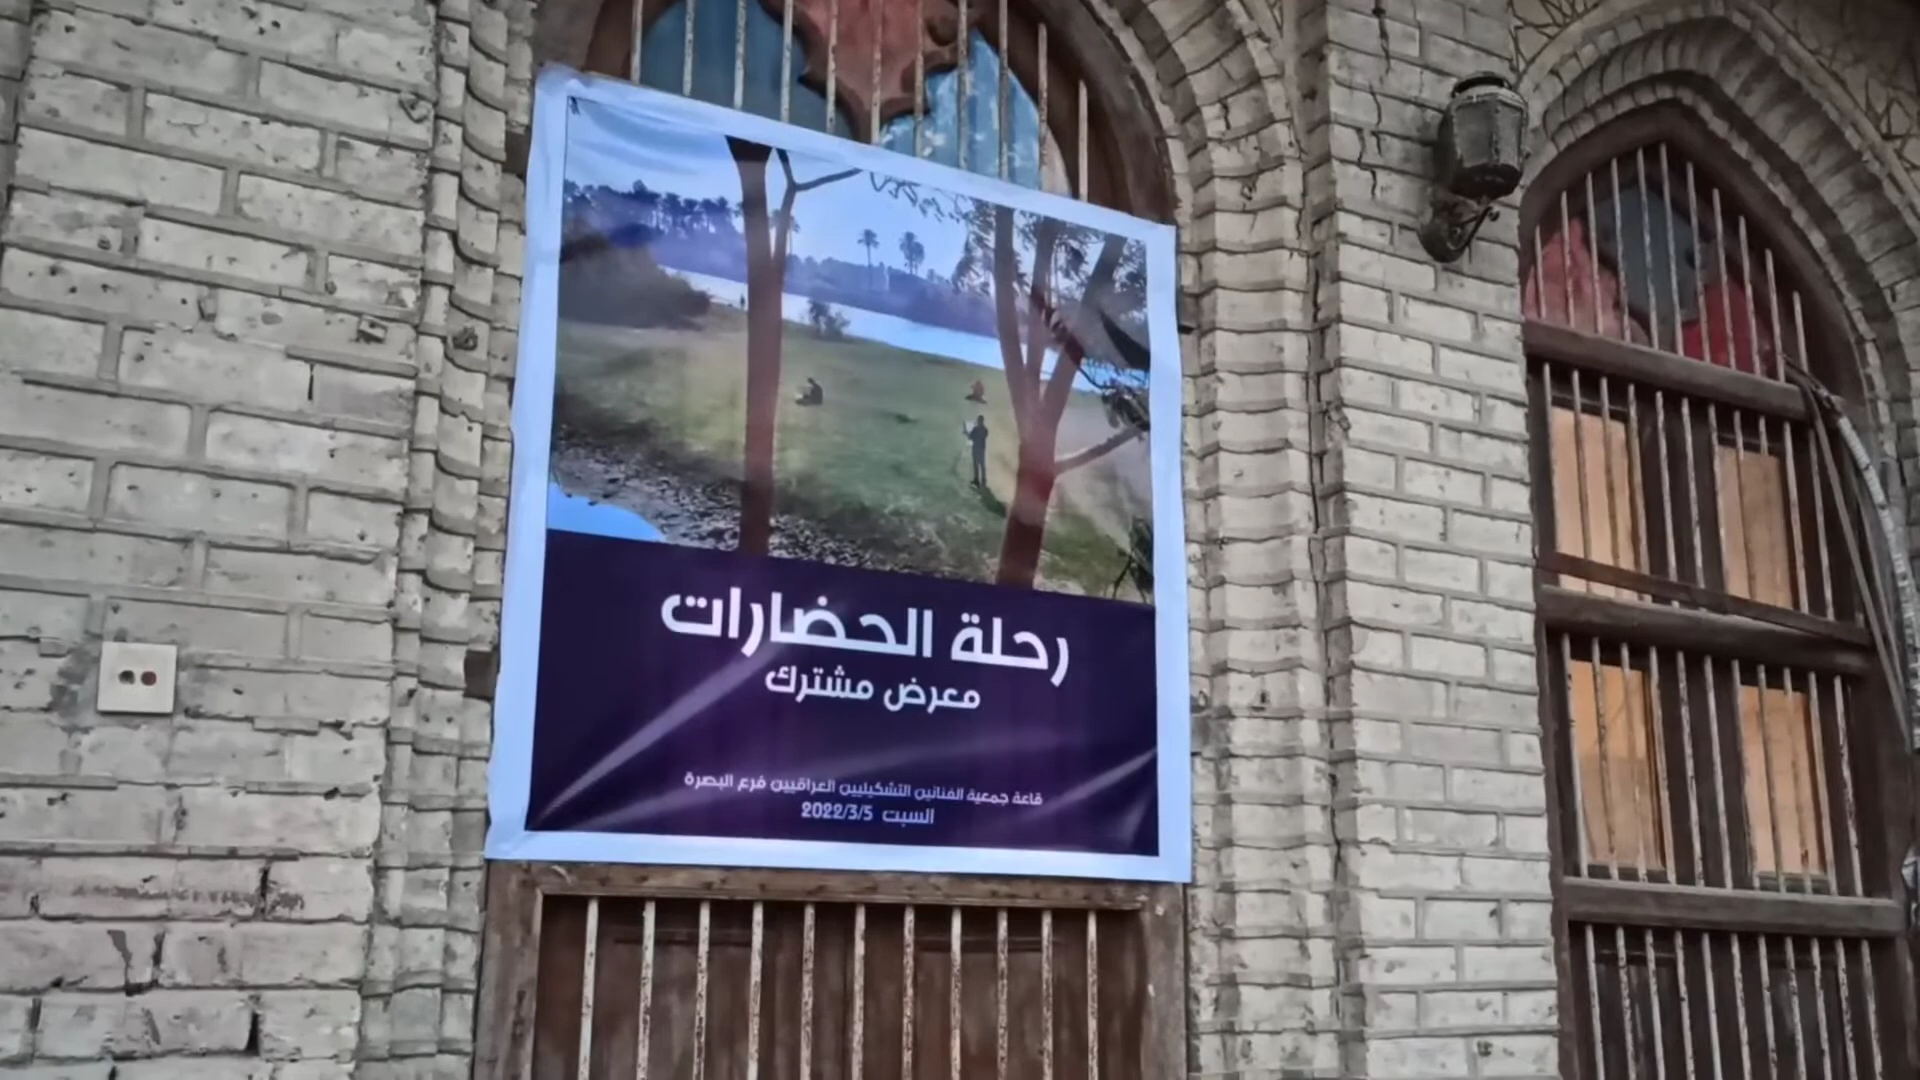 رحلة الحضارات
معرض مشترك
قاعة جمعية الفنانين التشكيليين العراقيين فرع البصرة
السبت 2022/3/5